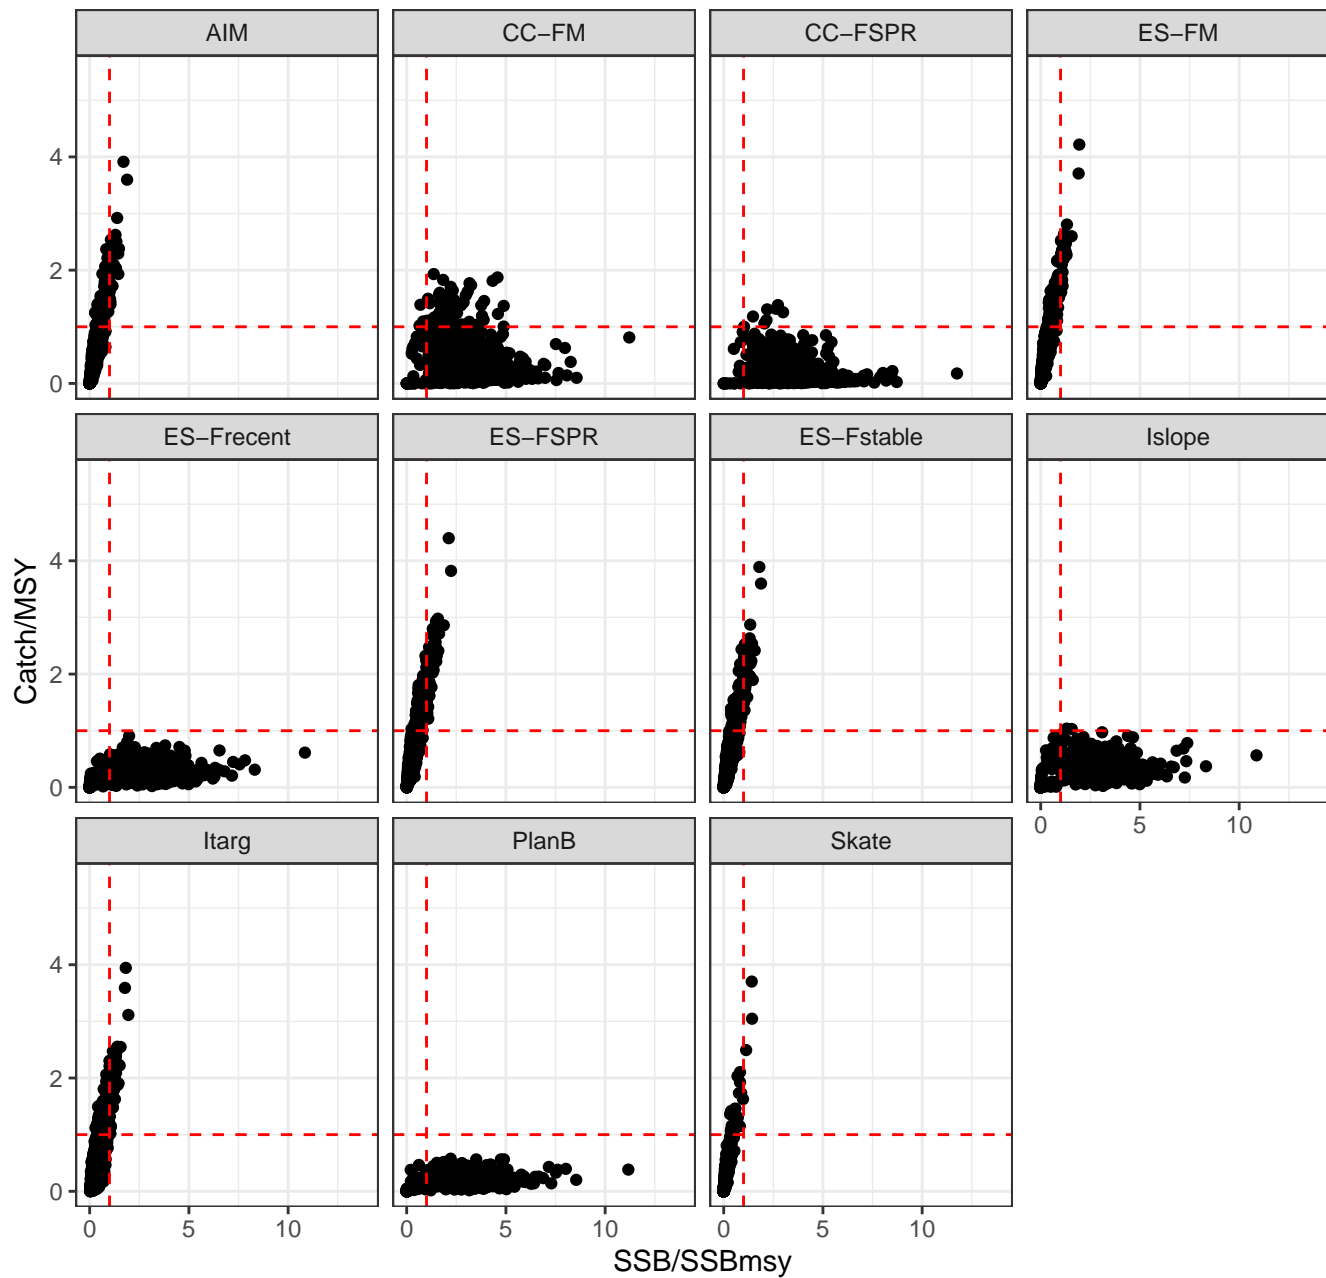 AIM CC−FM CC−FSPR ES−FM
4
2
0
ES−Frecent ES−FSPR ES−Fstable Islope
4
2
0
0 5 10
Itarg PlanB Skate
4
2
0
0 5 10 0 5 10 0 5 10
Catch/MSY
SSB/SSBmsy